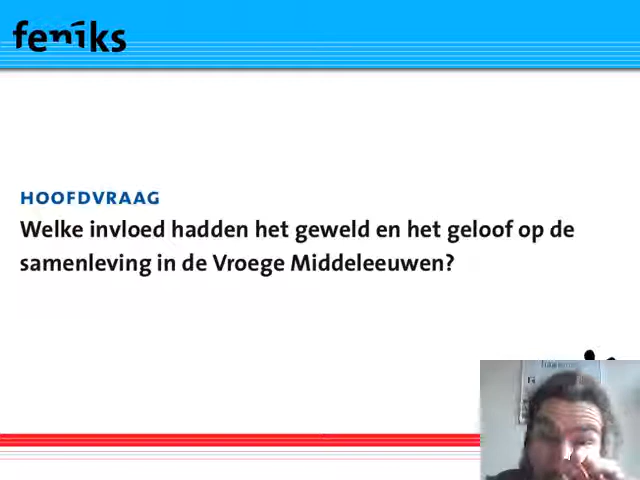 feniks
HOOFDVRAAG
Welke invloed hadden het geweld en het geloof op de
samenleving in de Vroege Middeleeuwen?